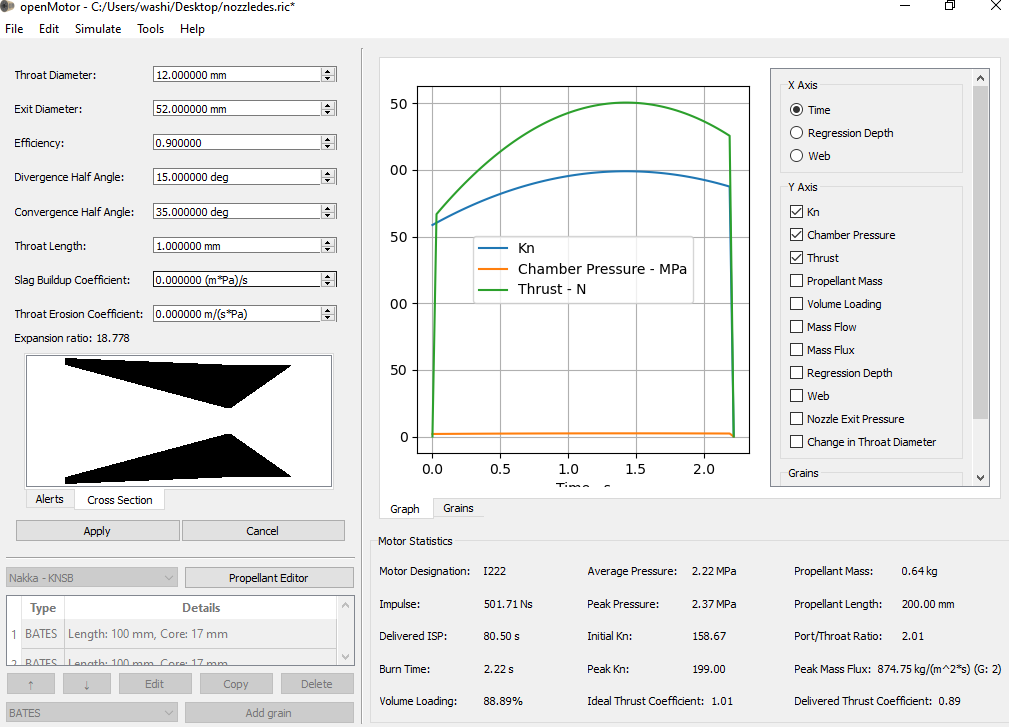 openMotor - C:/Users/washi/Desktop/nozzledes.ric*
File Edit Simulate Tools Help
Throat Diameter: 12.000000 mm
Exit Diameter: 52.000000 mm
Efficiency: 0.900000
Divergence Half Angle: 15.000000 deg
Convergence Half Angle: 35.000000 deg
Throat Length: 1.000000 mm
Slag Buildup Coefficient: 0.000000 (m*Pa)/s
Throat Erosion Coefficient: 0.000000 m/(s*Pa)
Expansion ratio: 18.778
Alerts Cross Section
Apply Cancel
Nakka - KNSB Propellant Editor
Type Details
1 BATES Length: 100 mm, Core: 17 mm
2 BATES Length: 100 mm, Core: 17 mm
↑ ↓ Edit Copy Delete
BATES Add grain
50
00
50
00
50
0
0.0 0.5 1.0 1.5 2.0
Time - s
Kn
Chamber Pressure - MPa
Thrust - N
X Axis
Time
Regression Depth
Web
Y Axis
Kn
Chamber Pressure
Thrust
Propellant Mass
Volume Loading
Mass Flow
Mass Flux
Regression Depth
Web
Nozzle Exit Pressure
Change in Throat Diameter
Grains
Graph Grains
Motor Statistics
Motor Designation: I222 Average Pressure: 2.22 MPa Propellant Mass: 0.64 kg
Impulse: 501.71 Ns Peak Pressure: 2.37 MPa Propellant Length: 200.00 mm
Delivered ISP: 80.50 s Initial Kn: 158.67 Port/Throat Ratio: 2.01
Burn Time: 2.22 s Peak Kn: 199.00 Peak Mass Flux: 874.75 kg/(m^2*s) (G: 2)
Volume Loading: 88.89% Ideal Thrust Coefficient: 1.01 Delivered Thrust Coefficient: 0.89